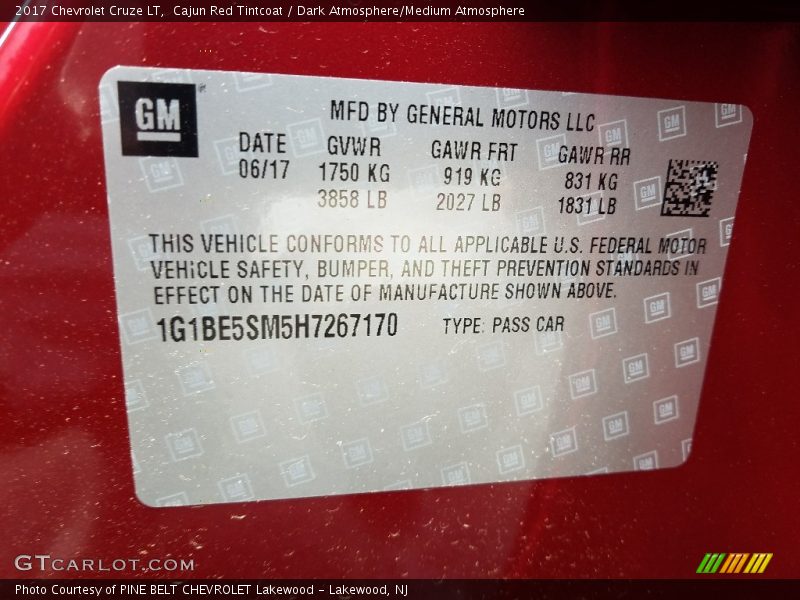 2017 Chevrolet Cruze LT,  Cajun Red Tintcoat / Dark Atmosphere/Medium Atmosphere
GM
MFD BY GENERAL MOTORS LLC
DATE GVWR GAWR FRT GAWR RR
06/17 1750 KG 919 KG 831 KG
3858 LB 2027 LB 1831 LB
THIS VEHICLE CONFORMS TO ALL APPLICABLE U.S. FEDERAL MOTOR
VEHICLE SAFETY, BUMPER, AND THEFT PREVENTION STANDARDS IN
EFFECT ON THE DATE OF MANUFACTURE SHOWN ABOVE.
1G1BE5SM5H7267170 TYPE: PASS CAR
GTCARLOT.COM
Photo Courtesy of PINE BELT CHEVROLET Lakewood - Lakewood, NJ